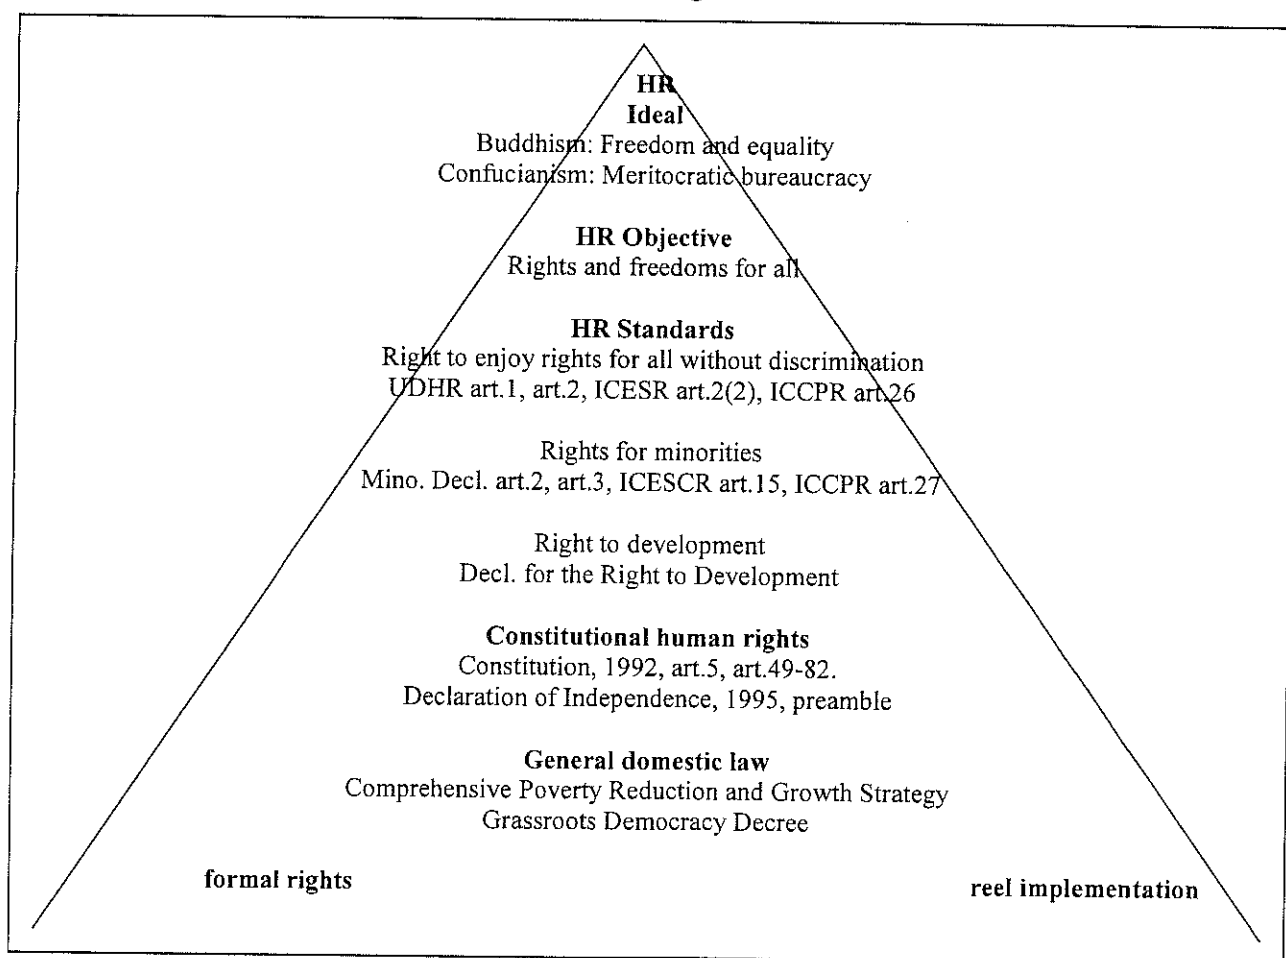 HR
Ideal
Buddhism: Freedom and equality
Confucianism: Meritocratic bureaucracy
HR Objective
Rights and freedoms for all
HR Standards
Right to enjoy rights for all without discrimination
UDHR art.1, art.2, ICESR art.2(2), ICCPR art.26
Rights for minorities
Mino. Decl. art.2, art.3, ICESCR art.15, ICCPR art.27
Right to development
Decl. for the Right to Development
Constitutional human rights
Constitution, 1992, art.5, art.49-82.
Declaration of Independence, 1995, preamble
General domestic law
Comprehensive Poverty Reduction and Growth Strategy
Grassroots Democracy Decree
formal rights
reel implementation